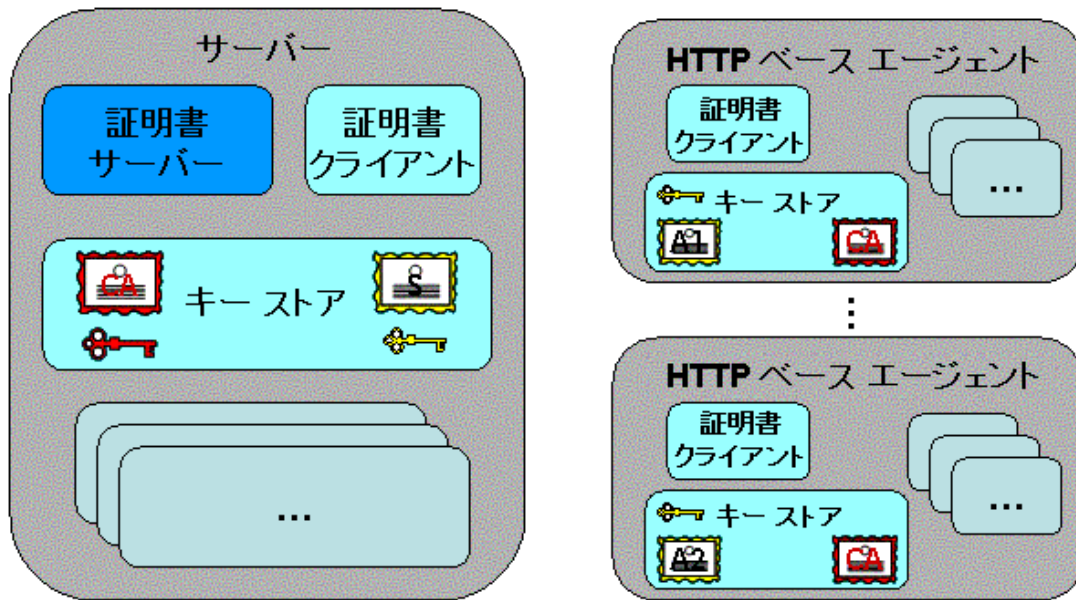 サーバー
証明書
サーバー
証明書
クライアント
CA
キー ストア
S
...
HTTP ベース エージェント
証明書
クライアント
...
キー ストア
A1
CA
⋮
HTTP ベース エージェント
証明書
クライアント
...
キー ストア
A2
CA